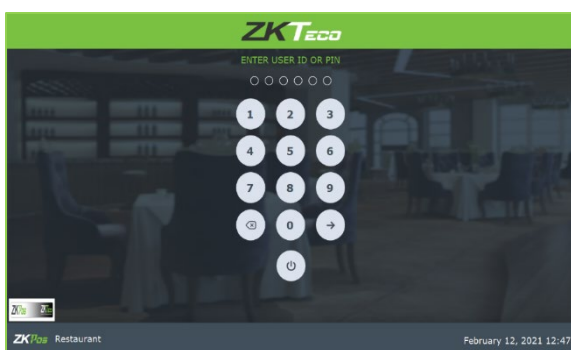 ZKTeco
ENTER USER ID OR PIN
1 2 3
4 5 6
7 8 9
0
ZKPos Restaurant
February 12, 2021 12:47